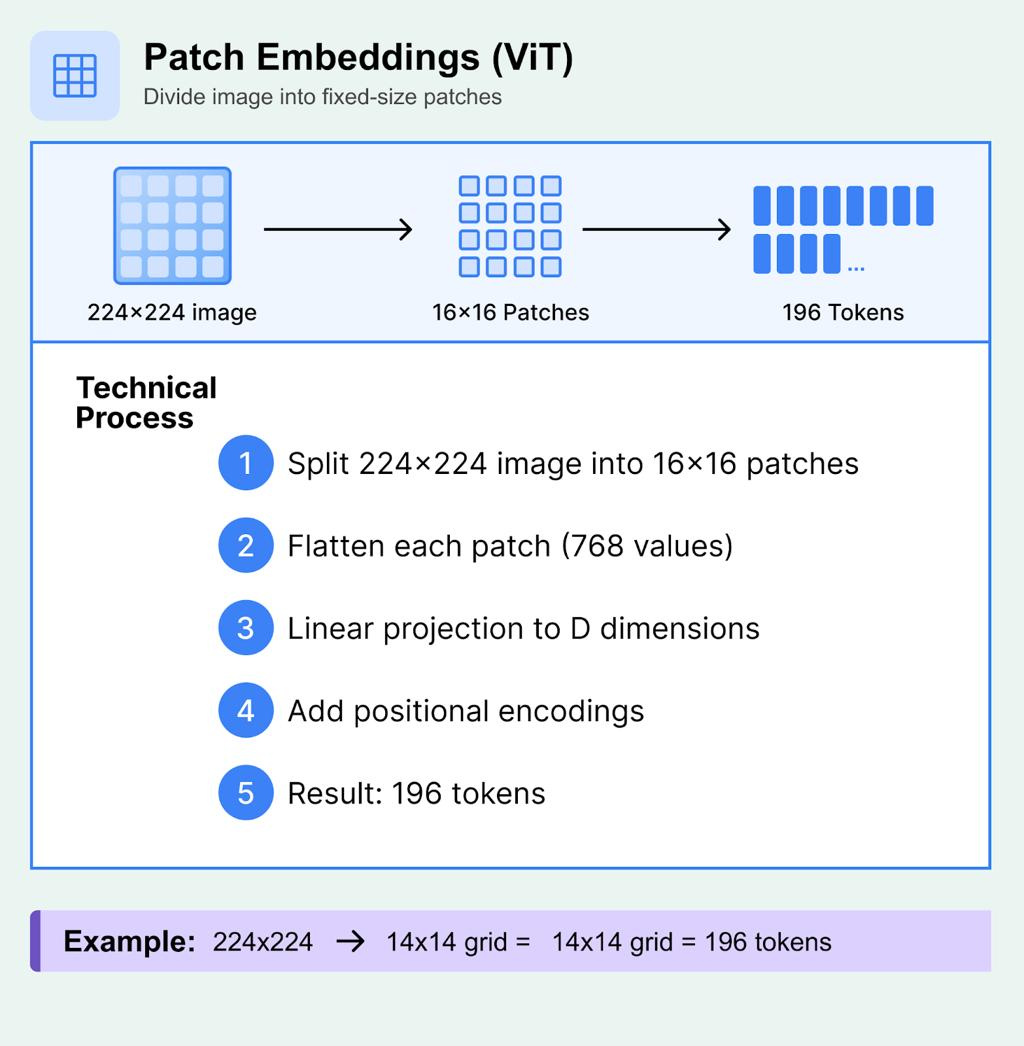 Patch Embeddings (ViT)
Divide image into fixed-size patches
224×224 image
16×16 Patches
...
196 Tokens
Technical
Process
1 Split 224×224 image into 16×16 patches
2 Flatten each patch (768 values)
3 Linear projection to D dimensions
4 Add positional encodings
5 Result: 196 tokens
Example: 224x224 → 14x14 grid = 14x14 grid = 196 tokens